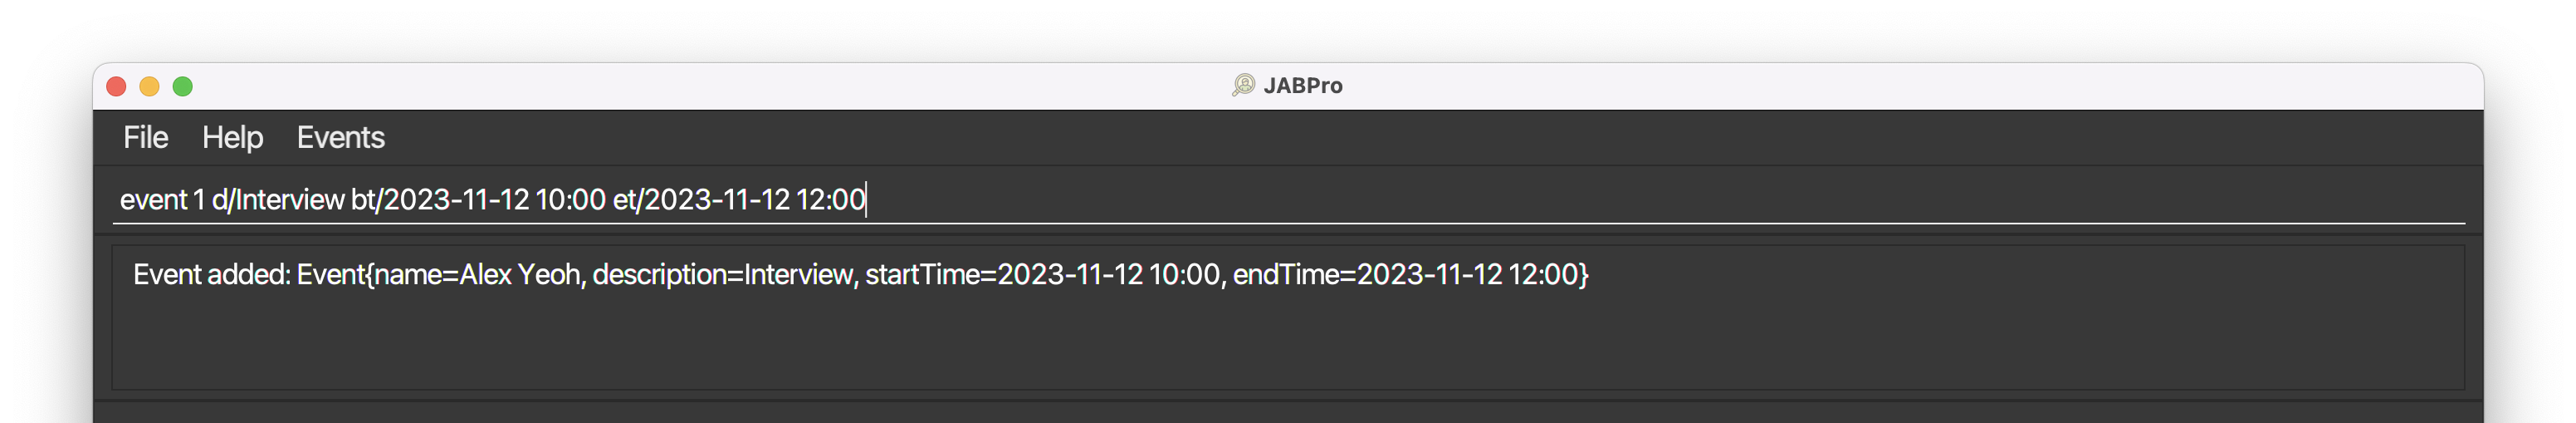 JABPro
File Help Events
event 1 d/Interview bt/2023-11-12 10:00 et/2023-11-12 12:00
Event added: Event{name=Alex Yeoh, description=Interview, startTime=2023-11-12 10:00, endTime=2023-11-12 12:00}